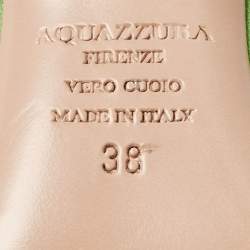 AQUAZZURA
FIRENZE
VERO CUOIO
MADE IN ITALY
38